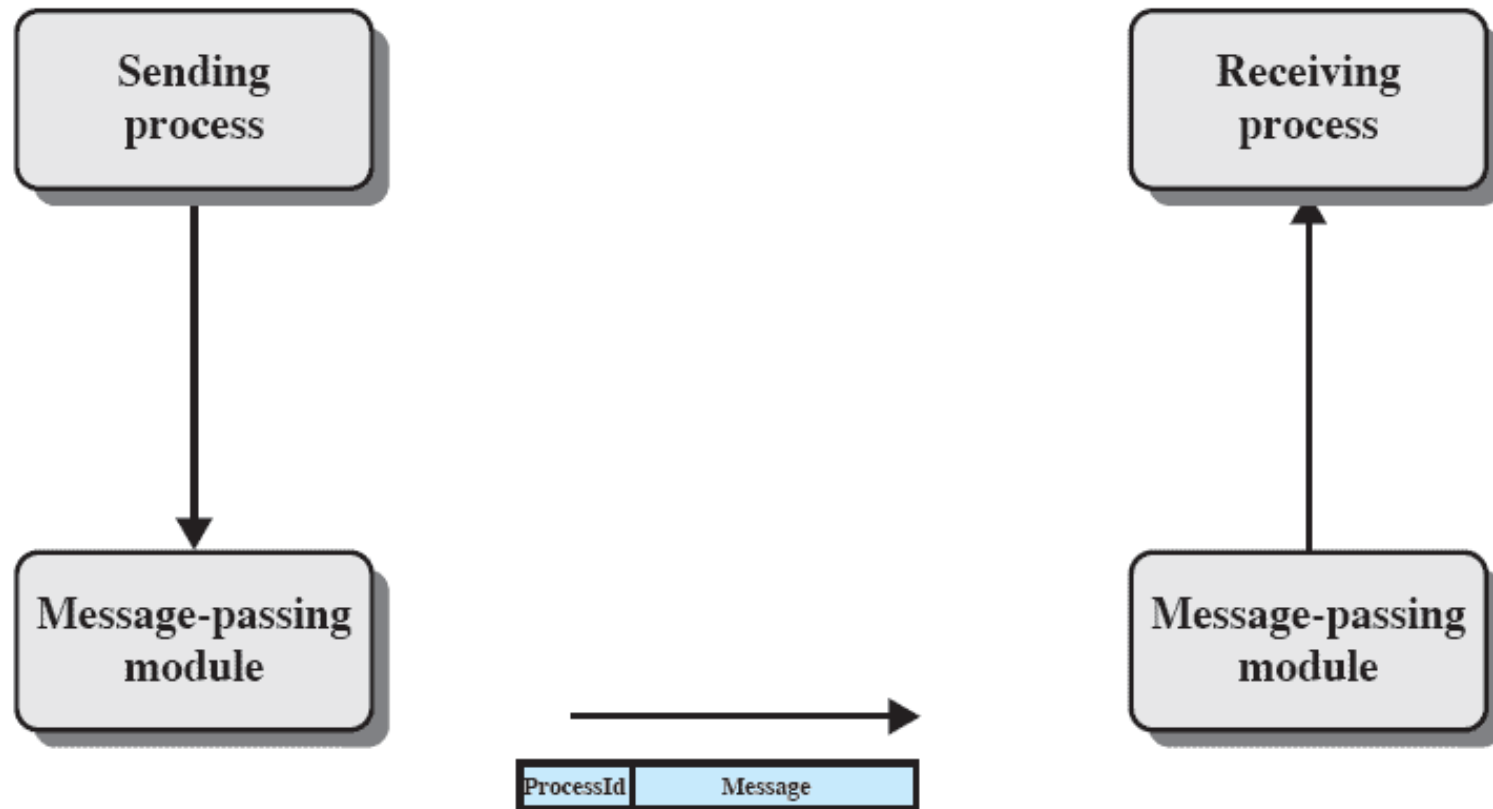 Sending
process
Receiving
process
Message-passing
module
Message-passing
module
ProcessId Message